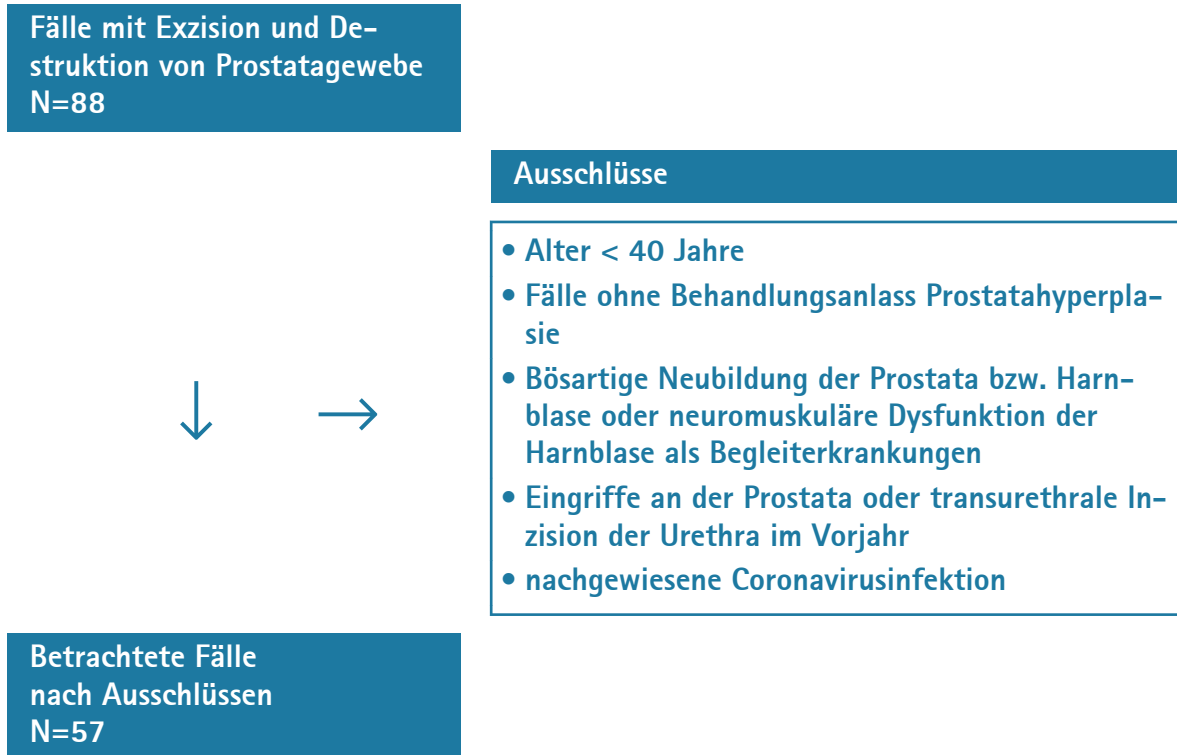 Fälle mit Exzision und De-
struktion von Prostatagewebe
N=88
Ausschlüsse
• Alter < 40 Jahre
• Fälle ohne Behandlungsanlass Prostatahyperpla-
sie
• Bösartige Neubildung der Prostata bzw. Harn-
blase oder neuromuskuläre Dysfunktion der
Harnblase als Begleiterkrankungen
• Eingriffe an der Prostata oder transurethrale In-
zision der Urethra im Vorjahr
• nachgewiesene Coronavirusinfektion
Betrachtete Fälle
nach Ausschlüssen
N=57